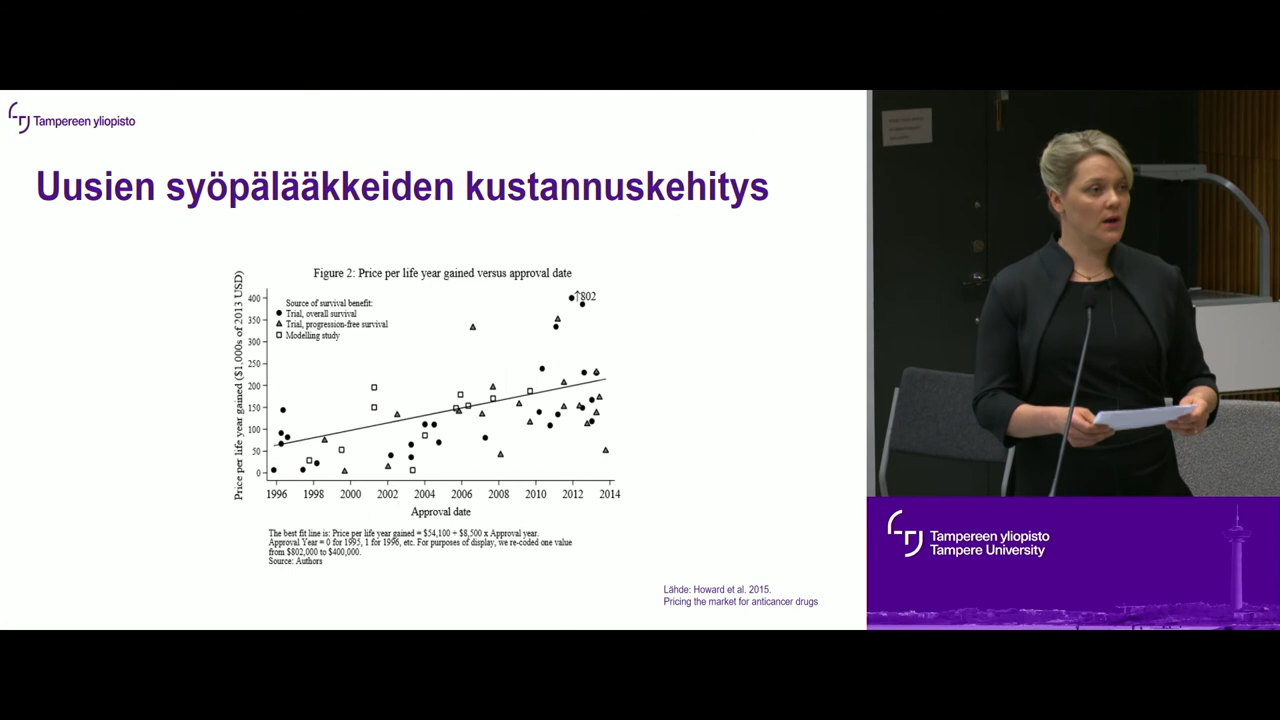 Tampereen yliopisto
Uusien syöpälääkkeiden kustannuskehitys
Figure 2: Price per life year gained versus approval date
Price per life year gained ($1,000s of 2013 USD)
400
350
300
250
200
150
100
50
0
Source of survival benefit:
Trial, overall survival
Trial, progression-free survival
Modelling study
↑802
1996 1998 2000 2002 2004 2006 2008 2010 2012 2014
Approval date
The best fit line is: Price per life year gained = $54,100 + $8,500 x Approval year.
Approval Year = 0 for 1995, 1 for 1996, etc. For purposes of display, we re-coded one value
from $802,000 to $400,000.
Source: Authors
Lähde: Howard et al. 2015.
Pricing the market for anticancer drugs
Tampereen yliopisto
Tampere University